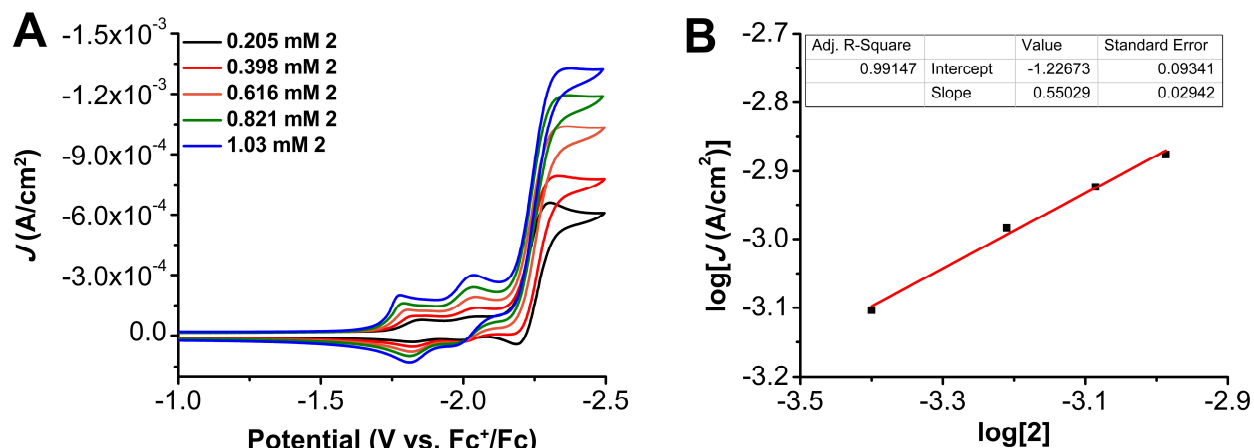 A
-1.5x10⁻³
-1.2x10⁻³
-9.0x10⁻⁴
-6.0x10⁻⁴
-3.0x10⁻⁴
0.0
J (A/cm²)
0.205 mM 2
0.398 mM 2
0.616 mM 2
0.821 mM 2
1.03 mM 2
-1.0 -1.5 -2.0 -2.5
Potential (V vs. Fc⁺/Fc)
B
-2.7
-2.8
-2.9
-3.0
-3.1
-3.2
log[J (A/cm²)]
Adj. R-Square Value Standard Error
0.99147 Intercept -1.22673 0.09341
Slope 0.55029 0.02942
-3.5 -3.3 -3.1 -2.9
log[2]